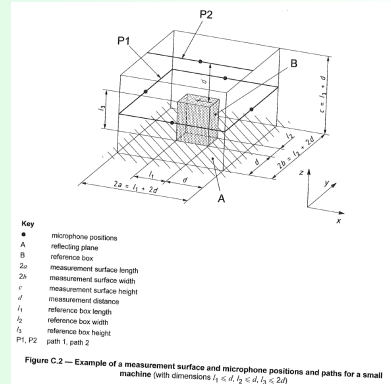 P2
P1
B
d
c = l3 + d
l3
l2
d
2b = l2 + 2d
l1
d
2a = l1 + 2d
A
z
y
x
Key
● microphone positions
A reflecting plane
B reference box
2a measurement surface length
2b measurement surface width
c measurement surface height
d measurement distance
l1 reference box length
l2 reference box width
l3 reference box height
P1, P2 path 1, path 2
Figure C.2 — Example of a measurement surface and microphone positions and paths for a small
machine (with dimensions l1 ⩽ d, l2 ⩽ d, l3 ⩽ 2d)